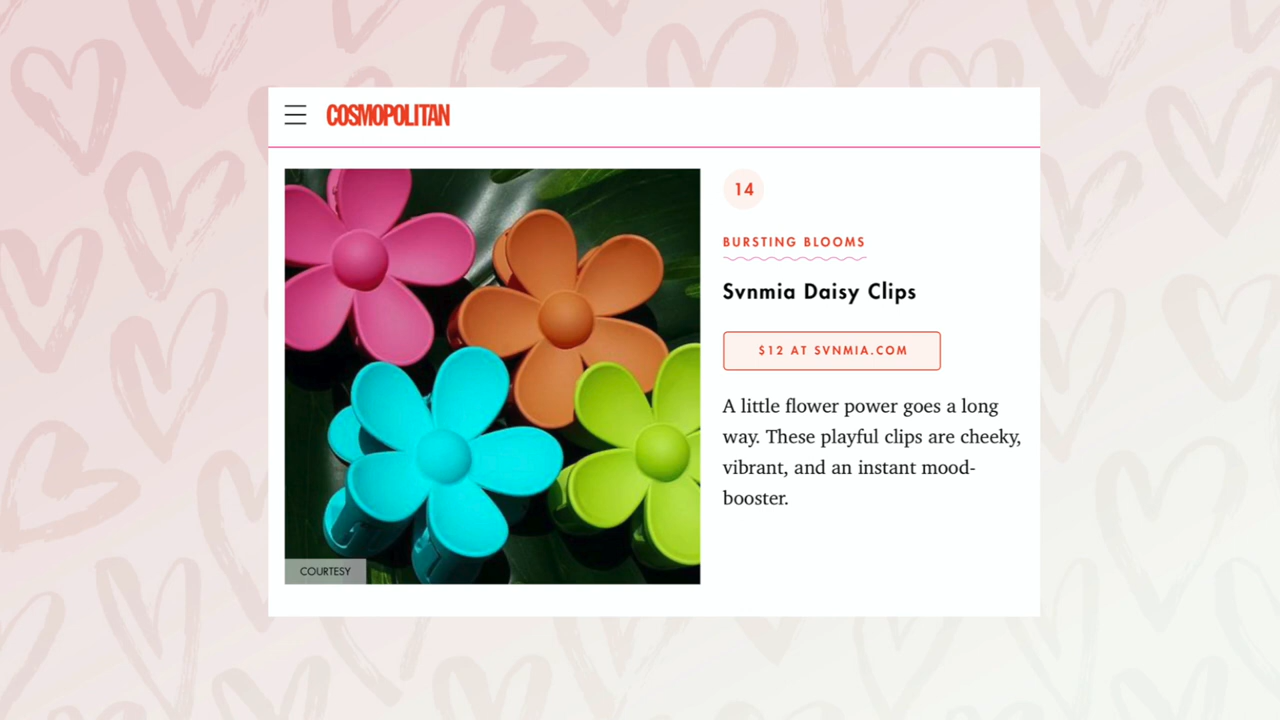 COSMOPOLITAN
14
BURSTING BLOOMS
Svnmia Daisy Clips
$12 AT SVNMIA.COM
A little flower power goes a long
way. These playful clips are cheeky,
vibrant, and an instant mood-
booster.
COURTESY